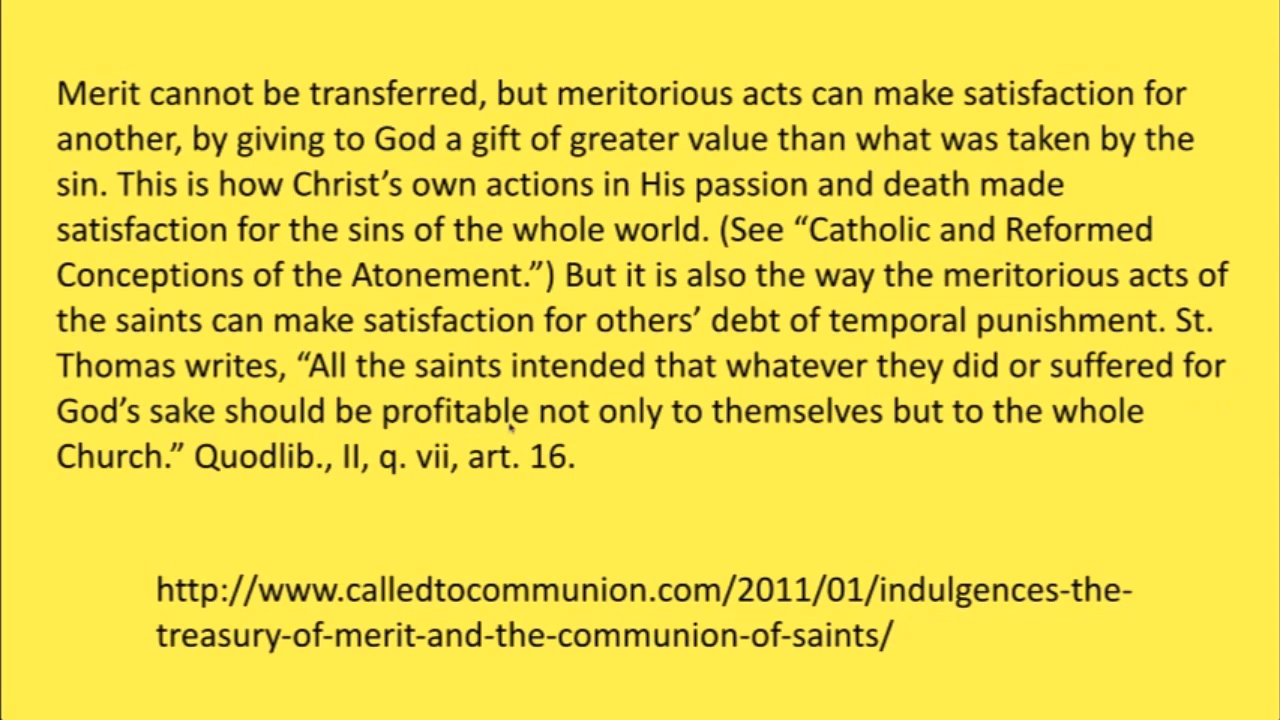 Merit cannot be transferred, but meritorious acts can make satisfaction for
another, by giving to God a gift of greater value than what was taken by the
sin. This is how Christ’s own actions in His passion and death made
satisfaction for the sins of the whole world. (See “Catholic and Reformed
Conceptions of the Atonement.”) But it is also the way the meritorious acts of
the saints can make satisfaction for others’ debt of temporal punishment. St.
Thomas writes, “All the saints intended that whatever they did or suffered for
God’s sake should be profitable not only to themselves but to the whole
Church.” Quodlib., II, q. vii, art. 16.
http://www.calledtocommunion.com/2011/01/indulgences-the-
treasury-of-merit-and-the-communion-of-saints/